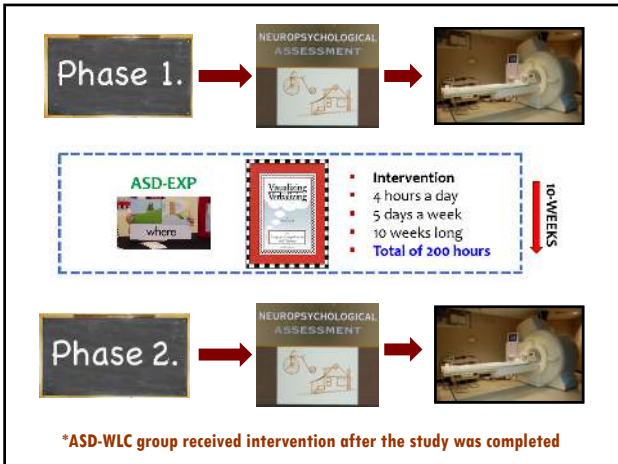 Phase 1.
NEUROPSYCHOLOGICAL
ASSESSMENT
ASD-EXP
where
Visualizing
Verbalizing
Intervention
4 hours a day
5 days a week
10 weeks long
Total of 200 hours
10-WEEKS
Phase 2.
NEUROPSYCHOLOGICAL
ASSESSMENT
*ASD-WLC group received intervention after the study was completed